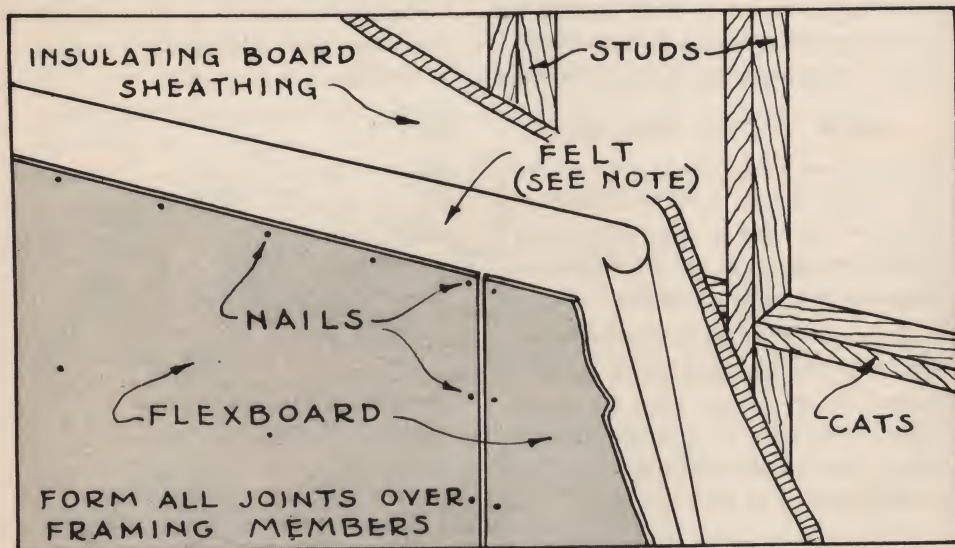 INSULATING BOARD
SHEATHING
STUDS
FELT
(SEE NOTE)
NAILS
FLEXBOARD
CATS
FORM ALL JOINTS OVER
FRAMING MEMBERS